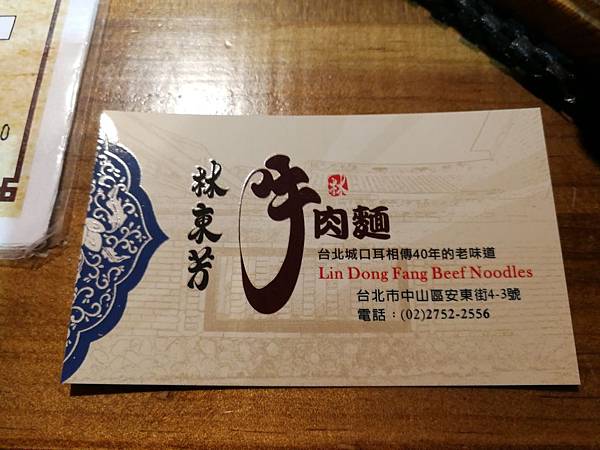 林東芳
牛肉麵
林
台北城口耳相傳40年的老味道
Lin Dong Fang Beef Noodles
台北市中山區安東街4-3號
電話：(02)2752-2556
0